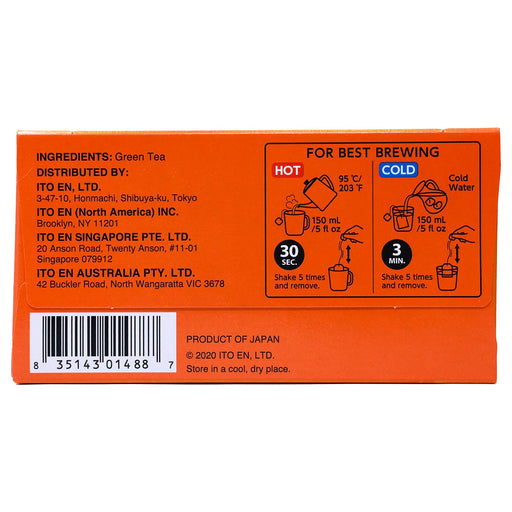 INGREDIENTS: Green Tea
DISTRIBUTED BY:
ITO EN, LTD.
3-47-10, Honmachi, Shibuya-ku, Tokyo
ITO EN (North America) INC.
Brooklyn, NY 11201
ITO EN SINGAPORE PTE. LTD.
20 Anson Road, Twenty Anson, #11-01
Singapore 079912
ITO EN AUSTRALIA PTY. LTD.
42 Buckler Road, North Wangaratta VIC 3678
FOR BEST BREWING
HOT
95 ℃/
203 ℉
150 mL
/5 fl oz
30
SEC.
Shake 5 times
and remove.
COLD
Cold
Water
150 mL
/5 fl oz
3
MIN.
Shake 5 times
and remove.
8 35143 01488 7
PRODUCT OF JAPAN
© 2020 ITO EN, LTD.
Store in a cool, dry place.